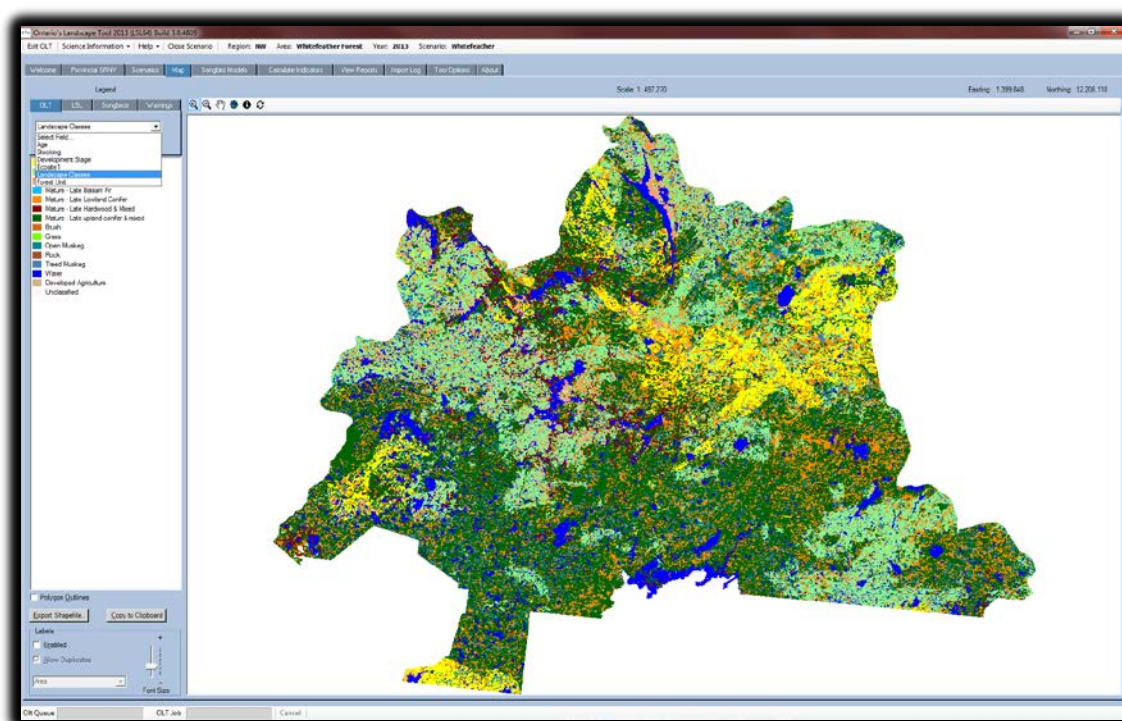 Ontario's Landscape Tool 2013 (LSL64) Build 3.8.4805
Exit OLT Science Information Help Close Scenario Region: NW Area: Whitefeather Forest Year: 2013 Scenario: Whitefeather
Welcome Provincial SRNV Scenarios Map Songbird Models Calculate Indicators View Reports Import Log Tool Options About
Legend Scale: 1: 497,270 Easting: 1,399,848 Northing: 12,208,110
OLT LSL Songbirds Warnings
Landscape Classes
Select Field...
Age
Stocking
Development Stage
Ecosite1
Landscape Classes
Forest Unit
Mature - Late Balsam Fir
Mature - Late Lowland Conifer
Mature - Late Hardwood & Mixed
Mature - Late upland conifer & mixed
Brush
Grass
Open Muskeg
Rock
Treed Muskeg
Water
Developed Agriculture
Unclassified
Polygon Outlines
Export Shapefile Copy to Clipboard
Labels
Enabled
Allow Duplicates
Area
Font Size
Olt Queue OLT Job Cancel